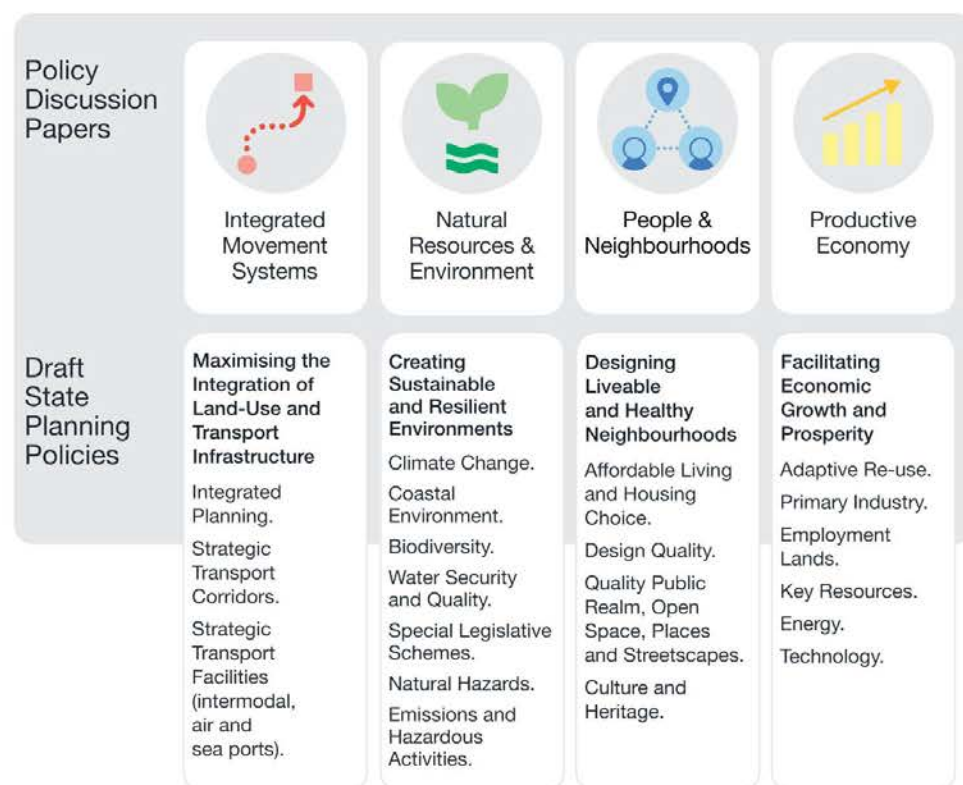 Policy
Discussion
Papers
Integrated
Movement
Systems
Natural
Resources &
Environment
People &
Neighbourhoods
Productive
Economy
Draft
State
Planning
Policies
Maximising the
Integration of
Land-Use and
Transport
Infrastructure
Integrated
Planning.
Strategic
Transport
Corridors.
Strategic
Transport
Facilities
(intermodal,
air and
sea ports).
Creating
Sustainable
and Resilient
Environments
Climate Change.
Coastal
Environment.
Biodiversity.
Water Security
and Quality.
Special Legislative
Schemes.
Natural Hazards.
Emissions and
Hazardous
Activities.
Designing
Liveable
and Healthy
Neighbourhoods
Affordable Living
and Housing
Choice.
Design Quality.
Quality Public
Realm, Open
Space, Places
and Streetscapes.
Culture and
Heritage.
Facilitating
Economic
Growth and
Prosperity
Adaptive Re-use.
Primary Industry.
Employment
Lands.
Key Resources.
Energy.
Technology.